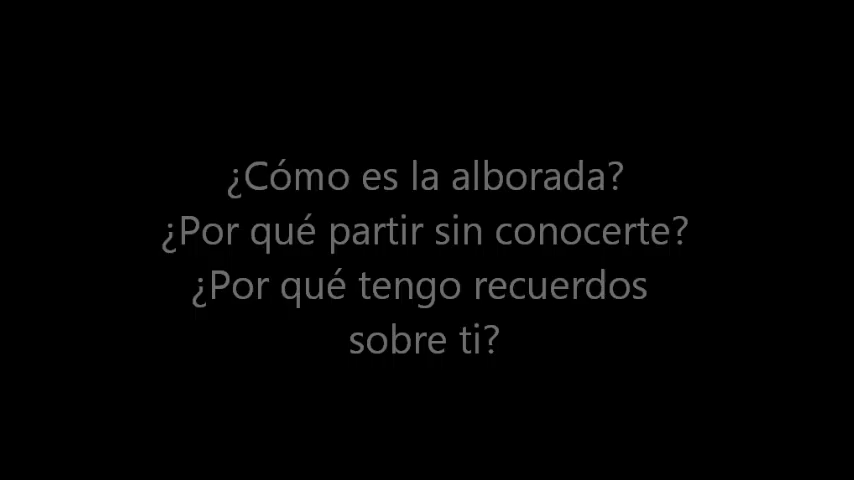 ¿Cómo es la alborada?
¿Por qué partir sin conocerte?
¿Por qué tengo recuerdos
sobre ti?